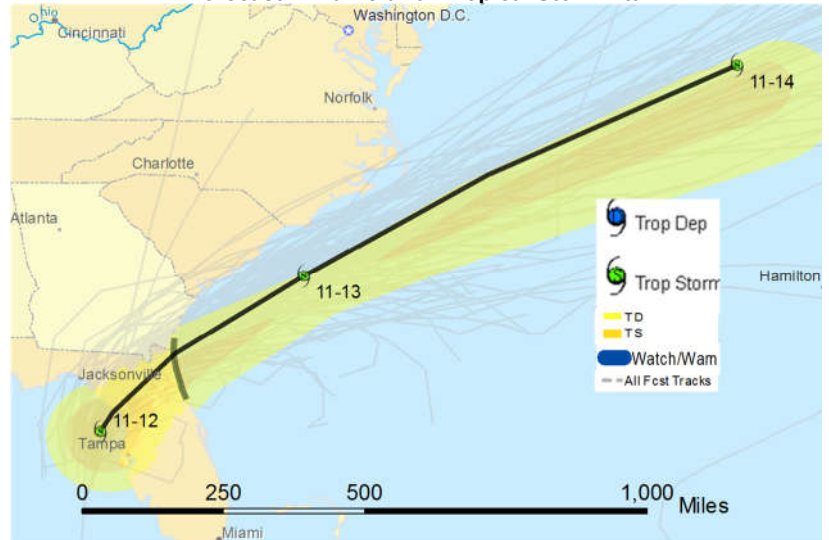 Washington D.C.
Ohio
Cincinnati
Norfolk
11-14
Charlotte
Atlanta
Trop Dep
Trop Storm
Hamilton
11-13
TD
TS
Watch/Warn
All Fcst Tracks
Jacksonville
11-12
Tampa
0 250 500 1,000 Miles
Miami